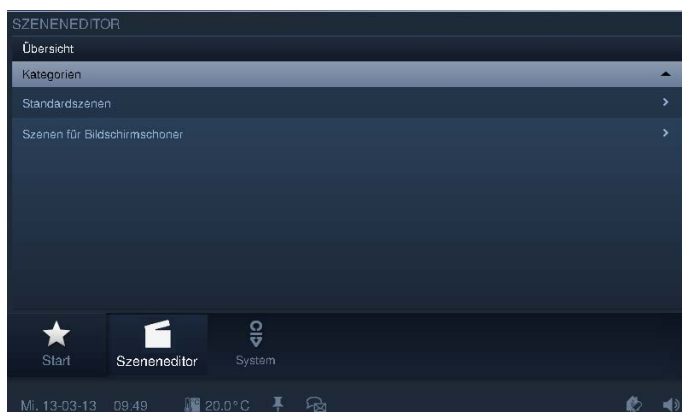 SZENENEDITOR
Übersicht
Kategorien
Standardszenen
Szenen für Bildschirmschoner
Start Szeneneditor System
Mi. 13-03-13 09:49 20.0°C